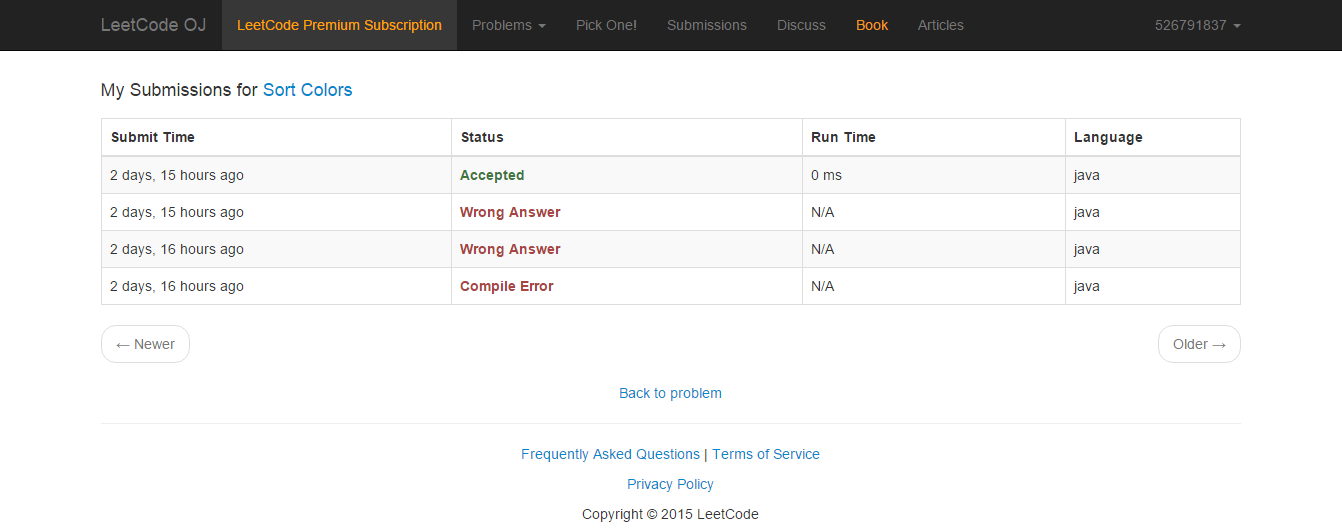 LeetCode OJ LeetCode Premium Subscription Problems Pick One! Submissions Discuss Book Articles 526791837
My Submissions for Sort Colors
Submit Time Status Run Time Language
2 days, 15 hours ago Accepted 0 ms java
2 days, 15 hours ago Wrong Answer N/A java
2 days, 16 hours ago Wrong Answer N/A java
2 days, 16 hours ago Compile Error N/A java
← Newer Older →
Back to problem
Frequently Asked Questions | Terms of Service
Privacy Policy
Copyright © 2015 LeetCode